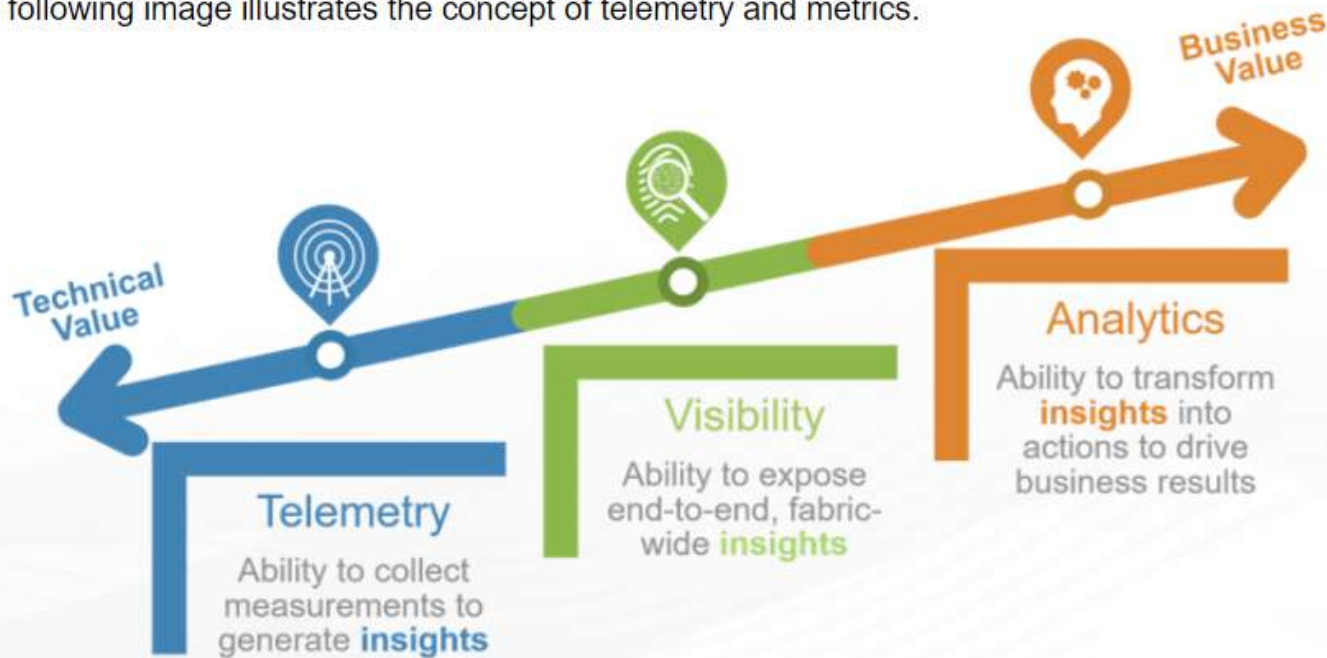 following image illustrates the concept of telemetry and metrics.
Business
Value
Technical
Value
Analytics
Ability to transform
insights into
actions to drive
business results
Visibility
Ability to expose
end-to-end, fabric-
wide insights
Telemetry
Ability to collect
measurements to
generate insights